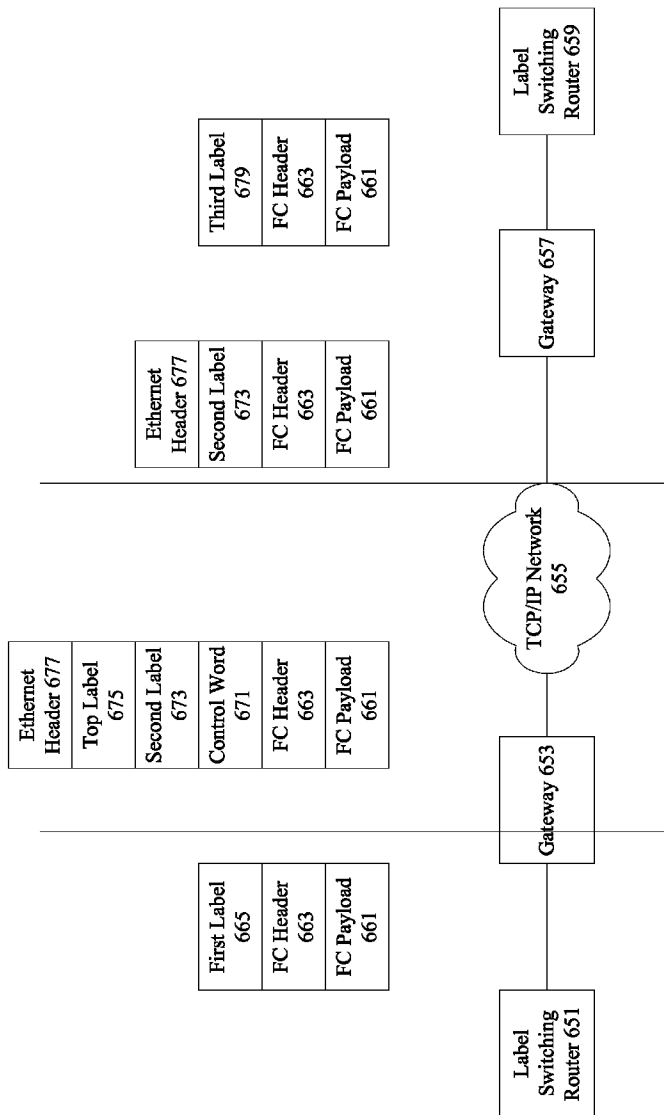 First Label
665
FC Header
663
FC Payload
661
Ethernet
Header 677
Top Label
675
Second Label
673
Control Word
671
FC Header
663
FC Payload
661
Ethernet
Header 677
Second Label
673
FC Header
663
FC Payload
661
Third Label
679
FC Header
663
FC Payload
661
Label
Switching
Router 651
Gateway 653
TCP/IP Network
655
Gateway 657
Label
Switching
Router 659